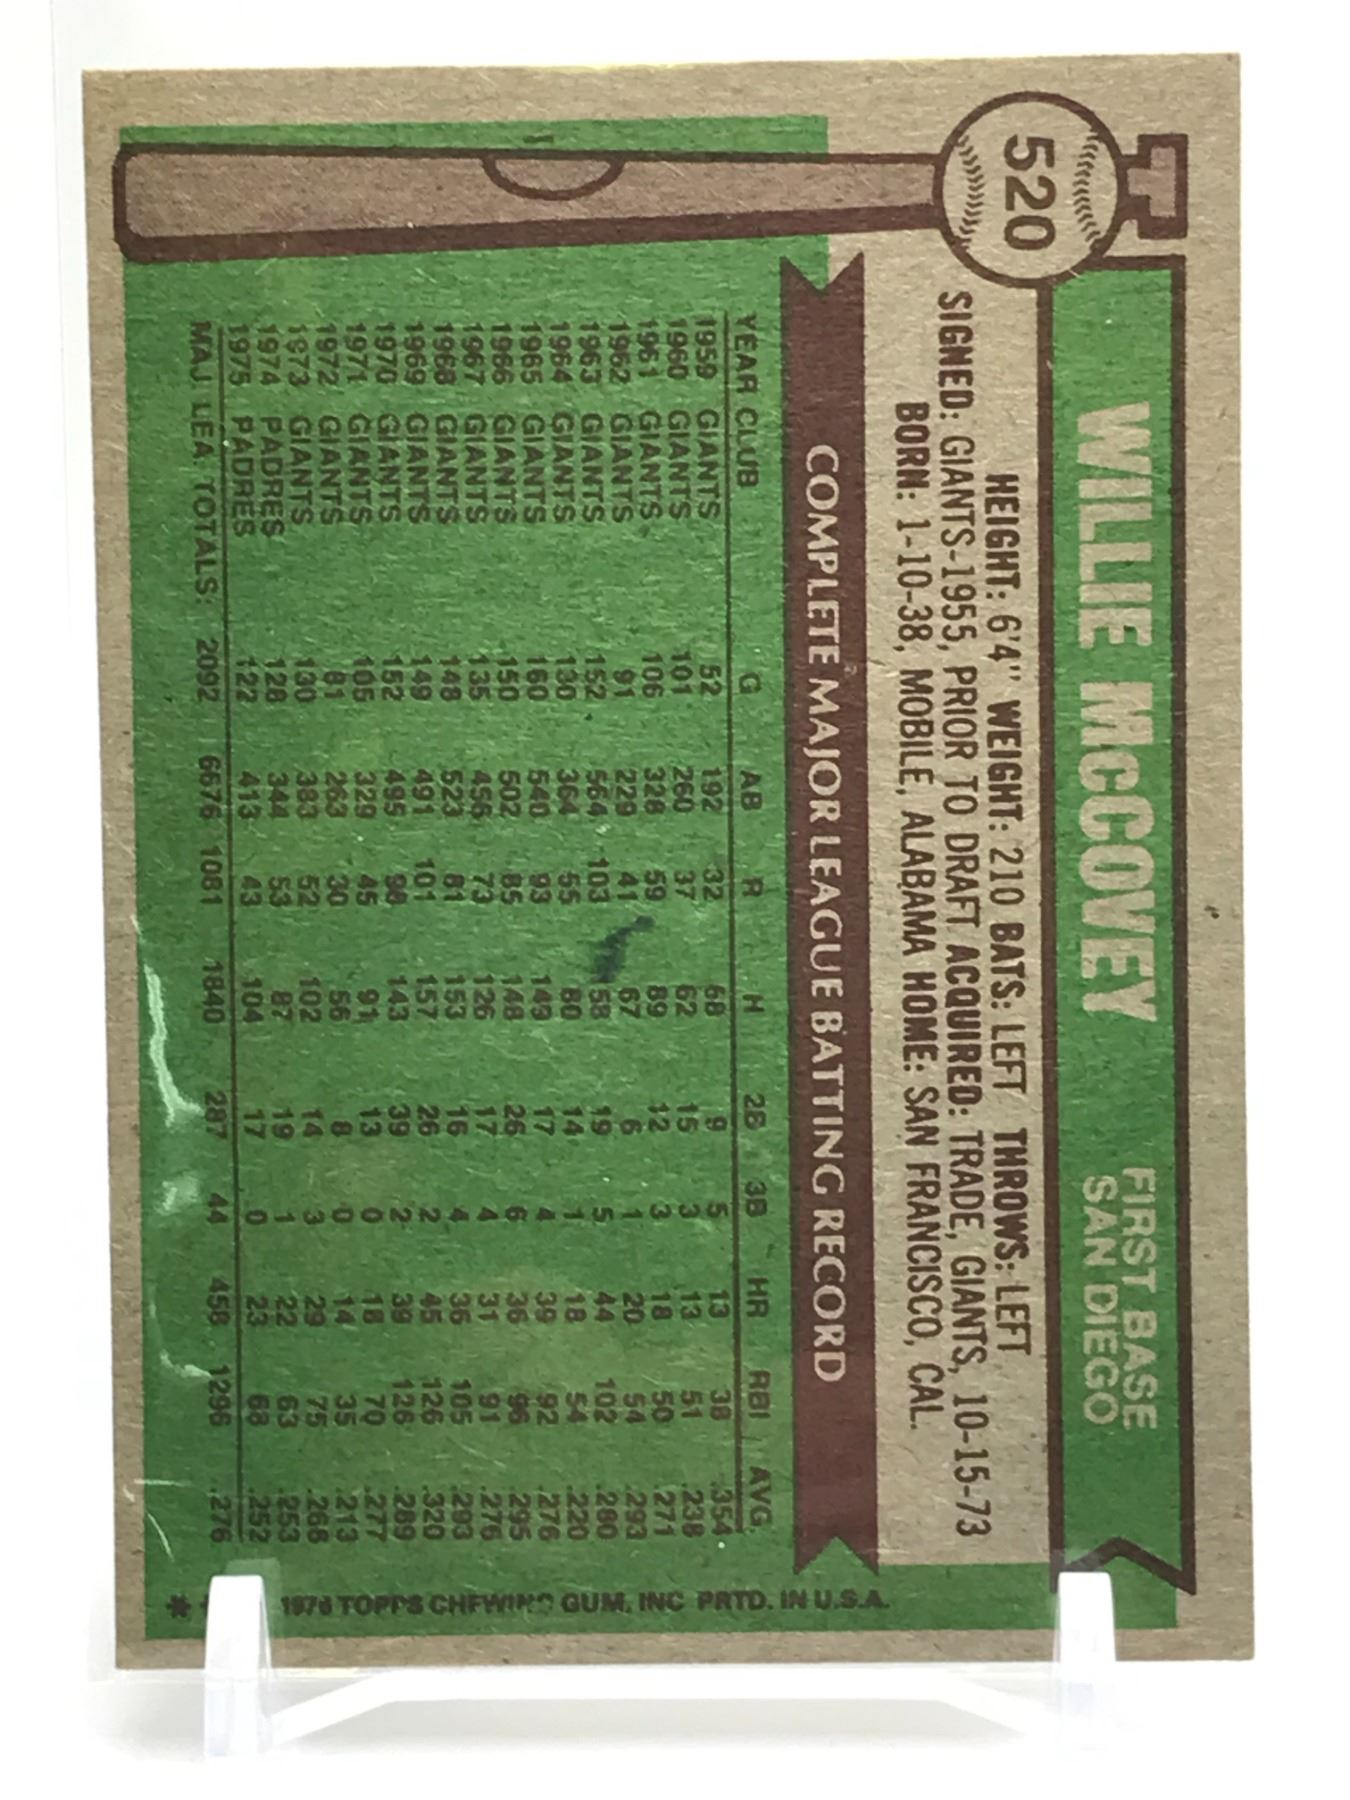 520
WILLIE McCOVEY
FIRST BASE
SAN DIEGO
HEIGHT: 6'4" WEIGHT: 210 BATS: LEFT THROWS: LEFT
SIGNED: GIANTS-1955, PRIOR TO DRAFT ACQUIRED: TRADE, GIANTS, 10-15-73
BORN: 1-10-38, MOBILE, ALABAMA HOME: SAN FRANCISCO, CAL.
COMPLETE MAJOR LEAGUE BATTING RECORD
YEAR CLUB G AB R H 2B 3B HR RBI AVG.
1959 GIANTS 52 192 32 68 9 5 13 38 .354
1960 GIANTS 101 260 37 62 15 3 13 51 .238
1961 GIANTS 106 328 59 89 12 3 18 50 .271
1962 GIANTS 91 229 41 67 6 1 20 54 .293
1963 GIANTS 152 564 103 58 19 5 44 102 .280
1964 GIANTS 130 364 55 80 14 1 18 54 .220
1965 GIANTS 160 540 93 149 17 4 39 92 .276
1966 GIANTS 150 502 85 148 26 6 36 96 .295
1967 GIANTS 135 456 73 126 17 4 31 91 .276
1968 GIANTS 148 523 81 153 16 4 36 105 .293
1969 GIANTS 149 491 101 157 26 2 45 126 .320
1970 GIANTS 152 495 98 143 39 2 39 126 .289
1971 GIANTS 105 329 45 91 13 0 18 70 .277
1972 GIANTS 81 263 30 56 8 0 14 35 .213
1973 GIANTS 130 383 52 102 14 3 29 75 .266
1974 PADRES 128 344 53 87 19 1 22 63 .253
1975 PADRES 122 413 43 104 17 0 23 68 .252
MAJ. LEA. TOTALS: 2092 6676 1081 1840 287 44 458 1296 .276
* 1976 TOPPS CHEWING GUM, INC. PRTD. IN U.S.A.